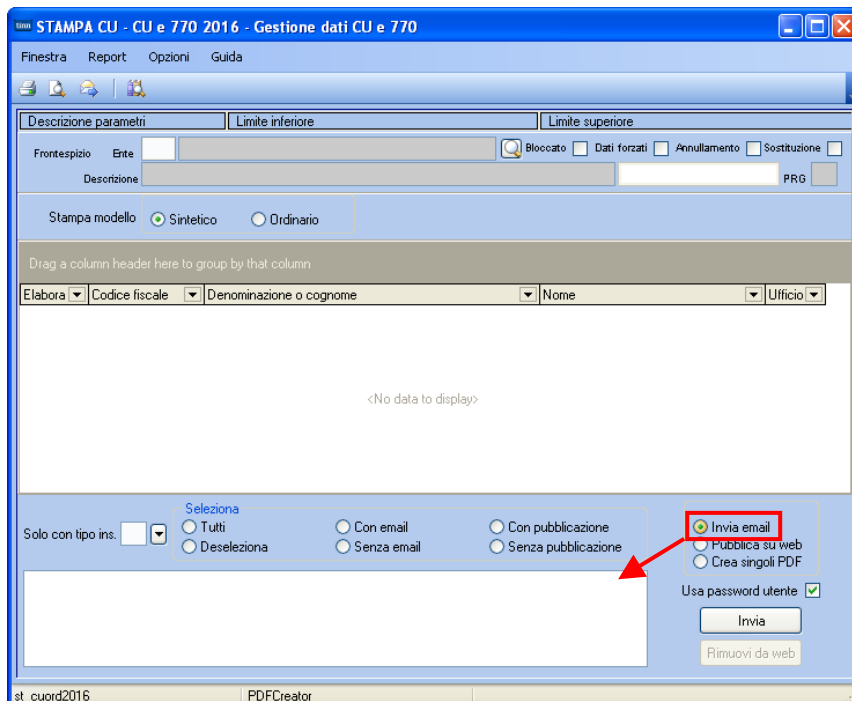 tinn STAMPA CU - CU e 770 2016 - Gestione dati CU e 770
Finestra Report Opzioni Guida
Descrizione parametri Limite inferiore Limite superiore
Frontespizio Ente Bloccato Dati forzati Annullamento Sostituzione
Descrizione PRG
Stampa modello Sintetico Ordinario
Drag a column header here to group by that column
Elabora Codice fiscale Denominazione o cognome Nome Ufficio
<No data to display>
Seleziona
Solo con tipo ins. Tutti Con email Con pubblicazione Invia email
Deseleziona Senza email Senza pubblicazione Pubblica su web
Crea singoli PDF
Usa password utente
Invia
Rimuovi da web
st_cuord2016 PDFCreator